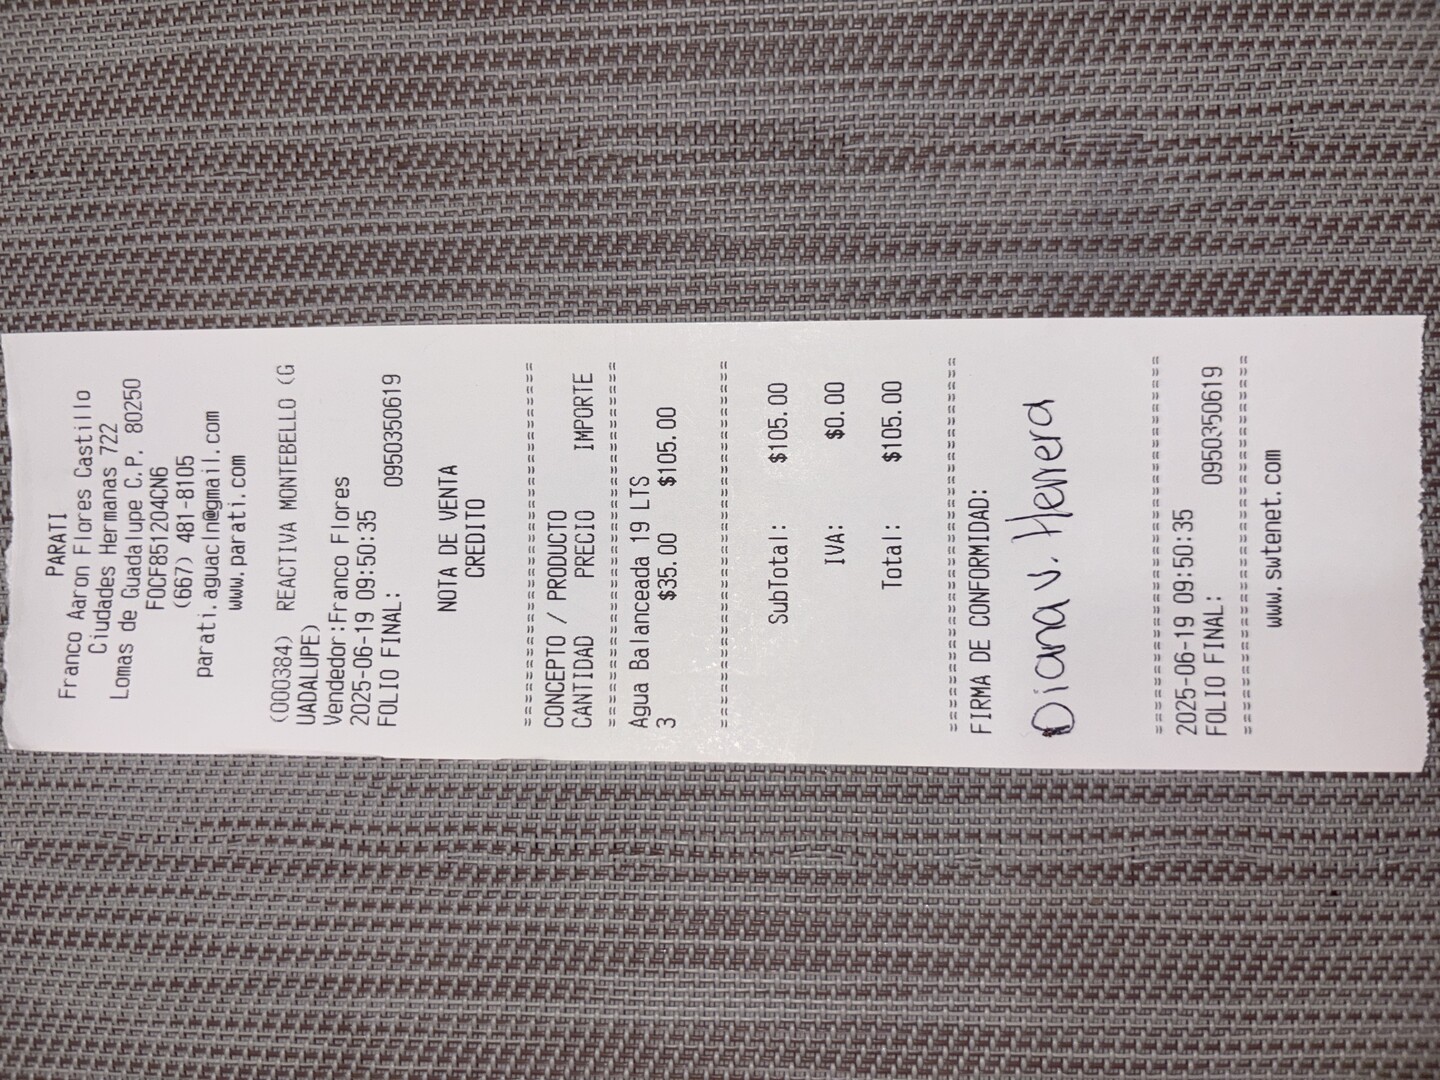 PARATI
Franco Aaron Flores Castillo
Ciudades Hermanas 722
Lomas de Guadalupe C.P. 80250
FOCF851204CN6
(667) 481-8105
parati.aguacln@gmail.com
www.parati.com
(000384) REACTIVA MONTEBELLO (G
UADALUPE)
Vendedor:Franco Flores
2025-06-19 09:50:35
FOLIO FINAL: 0950350619
NOTA DE VENTA
CREDITO
===============================
CONCEPTO / PRODUCTO
CANTIDAD PRECIO IMPORTE
===============================
Agua Balanceada 19 LTS
3 $35.00 $105.00
===============================
SubTotal: $105.00
IVA: $0.00
Total: $105.00
===============================
FIRMA DE CONFORMIDAD:
Diana V. Herrera
===============================
2025-06-19 09:50:35
FOLIO FINAL: 0950350619
===============================
www.swtenet.com